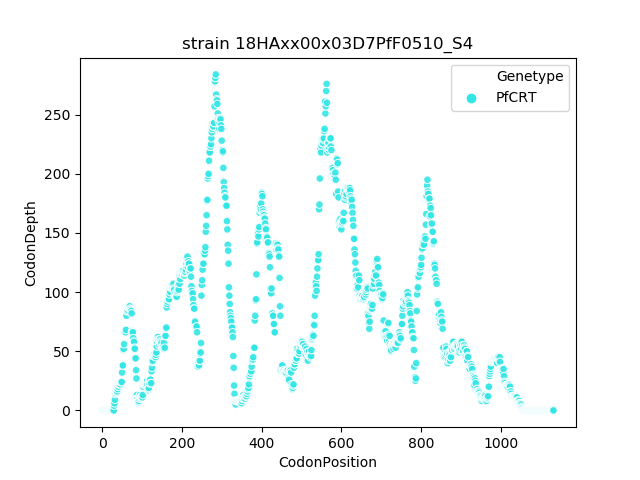 strain 18HAxx00x03D7PfF0510_S4
Genetype
PfCRT
CodonDepth
250
200
150
100
50
0
0 200 400 600 800 1000
CodonPosition